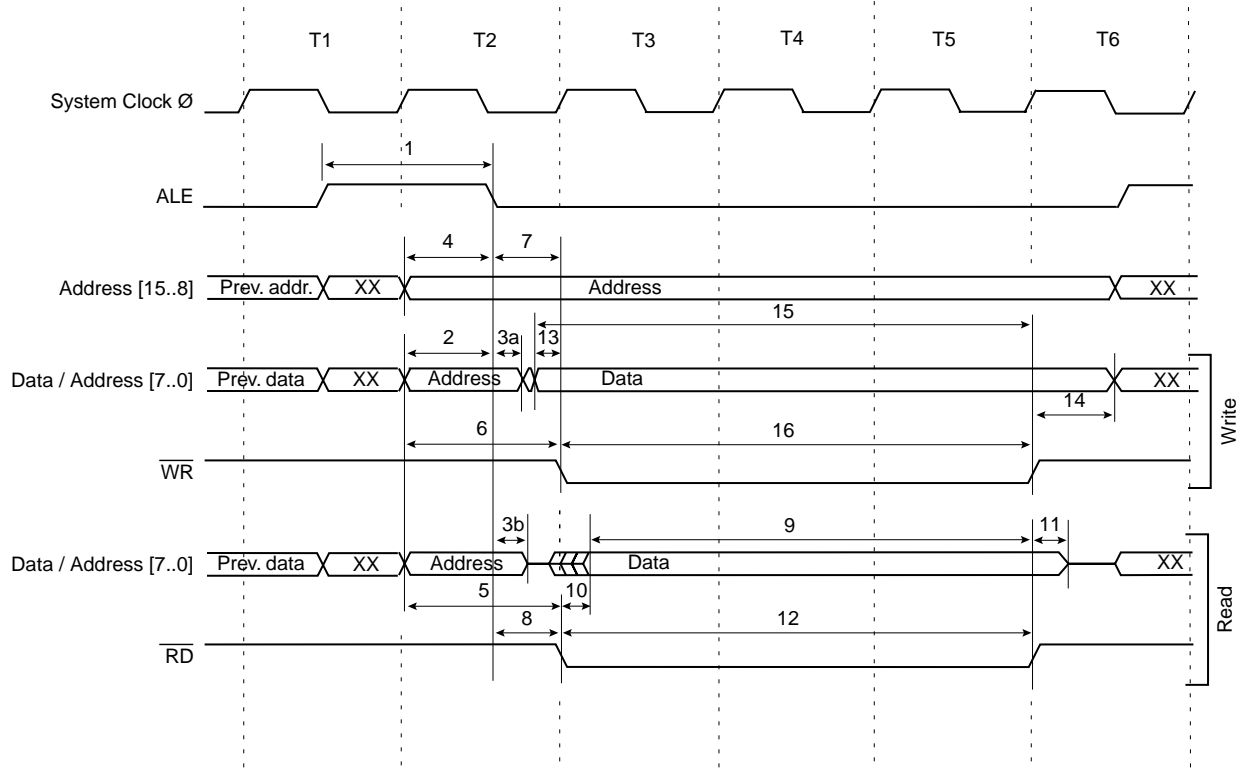 T1 T2 T3 T4 T5 T6
System Clock Ø
1
ALE
4 7
Address [15..8] Prev. addr. XX Address XX
15
2 3a 13
Data / Address [7..0] Prev. data XX Address Data XX
14
6 16
WR
Write
3b 9 11
Data / Address [7..0] Prev. data XX Address Data XX
5 10
8 12
RD
Read